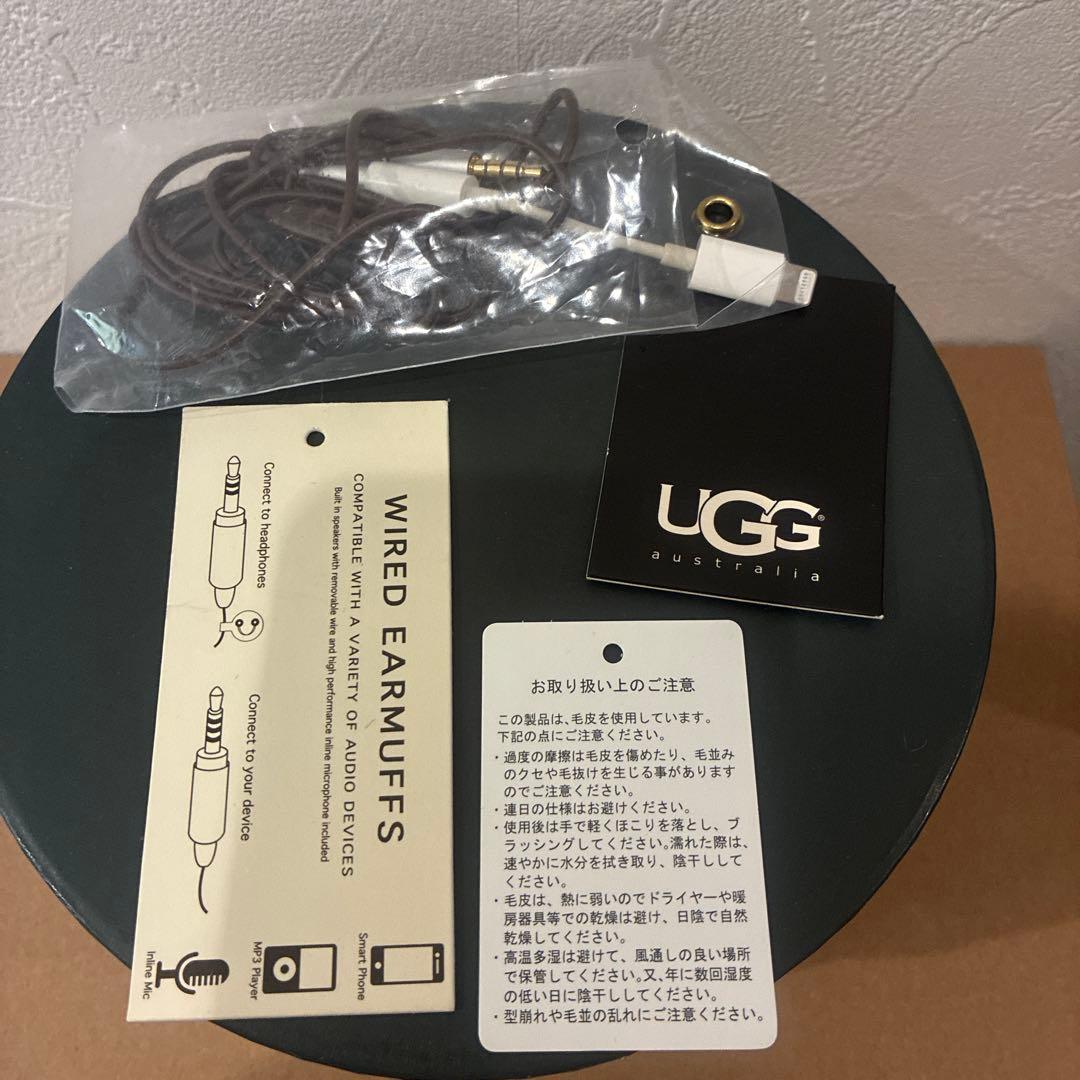 UGG®
australia
WIRED EARMUFFS
COMPATIBLE WITH A VARIETY OF AUDIO DEVICES
Built in speakers with removable wire and high performance inline microphone included
Connect to headphones
Connect to your device
Smart Phone
MP3 Player
Inline Mic
お取り扱い上のご注意
この製品は、毛皮を使用しています。
下記の点にご注意ください。
・過度の摩擦は毛皮を傷めたり、毛並み
のクセや毛抜けを生じる事があります
のでご注意ください。
・連日の仕様はお避けください。
・使用後は手で軽くほこりを落とし、ブ
ラッシングしてください。濡れた際は、
速やかに水分を拭き取り、陰干しして
ください。
・毛皮は、熱に弱いのでドライヤーや暖
房器具等での乾燥は避け、日陰で自然
乾燥してください。
・高温多湿は避けて、風通しの良い場所
で保管してください。又、年に数回湿度
の低い日に陰干ししてください。
・型崩れや毛並の乱れにご注意ください。